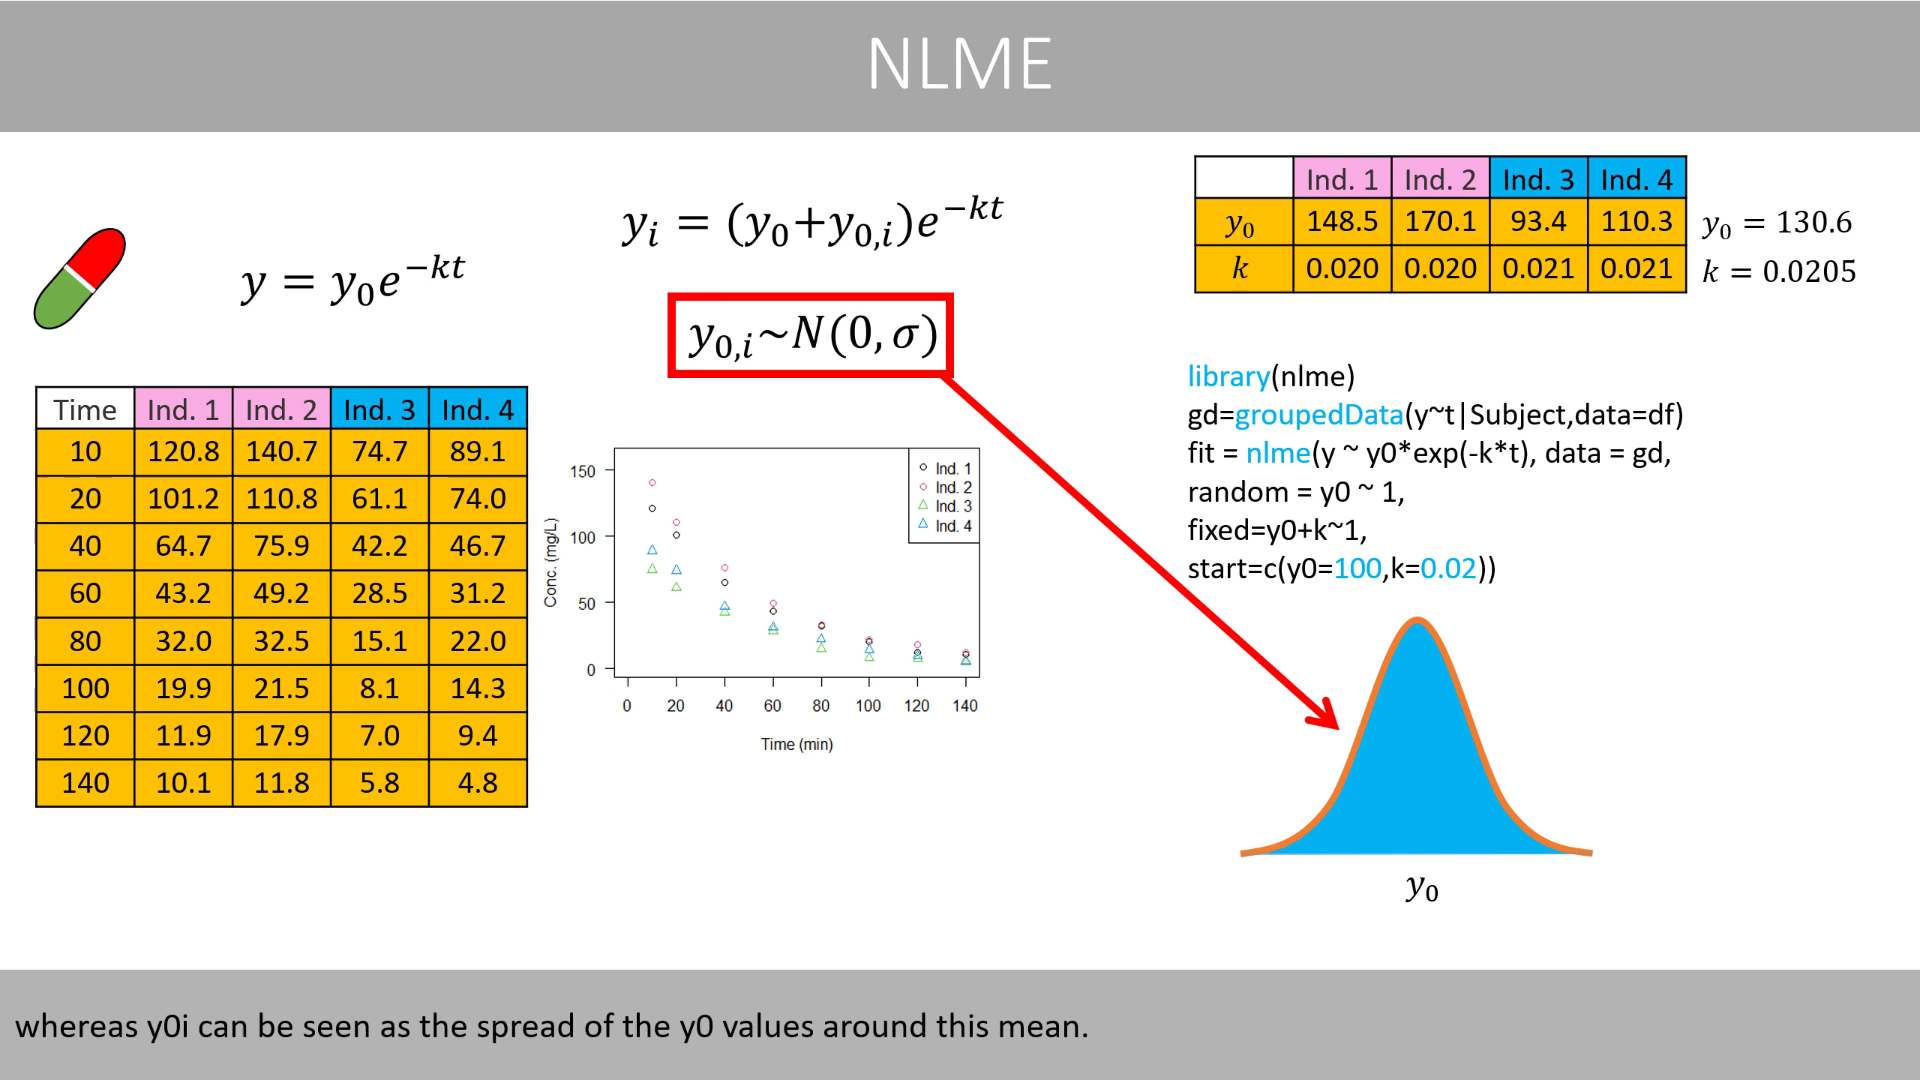 NLME
y = y₀e⁻ᵏᵗ
Time Ind. 1 Ind. 2 Ind. 3 Ind. 4
10 120.8 140.7 74.7 89.1
20 101.2 110.8 61.1 74.0
40 64.7 75.9 42.2 46.7
60 43.2 49.2 28.5 31.2
80 32.0 32.5 15.1 22.0
100 19.9 21.5 8.1 14.3
120 11.9 17.9 7.0 9.4
140 10.1 11.8 5.8 4.8
yᵢ = (y₀+y₀,ᵢ)e⁻ᵏᵗ
y₀,ᵢ~N(0, σ)
Conc. (mg/L)
150
100
50
0
Ind. 1
Ind. 2
Ind. 3
Ind. 4
0 20 40 60 80 100 120 140
Time (min)
Ind. 1 Ind. 2 Ind. 3 Ind. 4
y₀ 148.5 170.1 93.4 110.3 y₀ = 130.6
k 0.020 0.020 0.021 0.021 k = 0.0205
library(nlme)
gd=groupedData(y~t|Subject,data=df)
fit = nlme(y ~ y0*exp(-k*t), data = gd,
random = y0 ~ 1,
fixed=y0+k~1,
start=c(y0=100,k=0.02))
y₀
whereas y0i can be seen as the spread of the y0 values around this mean.